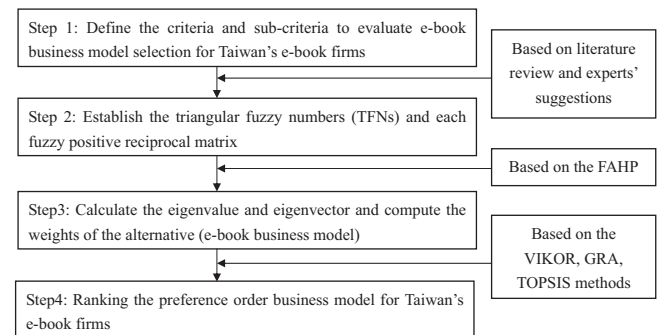 Step 1: Define the criteria and sub-criteria to evaluate e-book
business model selection for Taiwan's e-book firms
Based on literature
review and experts'
suggestions
Step 2: Establish the triangular fuzzy numbers (TFNs) and each
fuzzy positive reciprocal matrix
Based on the FAHP
Step3: Calculate the eigenvalue and eigenvector and compute the
weights of the alternative (e-book business model)
Based on the
VIKOR, GRA,
TOPSIS methods
Step4: Ranking the preference order business model for Taiwan's
e-book firms